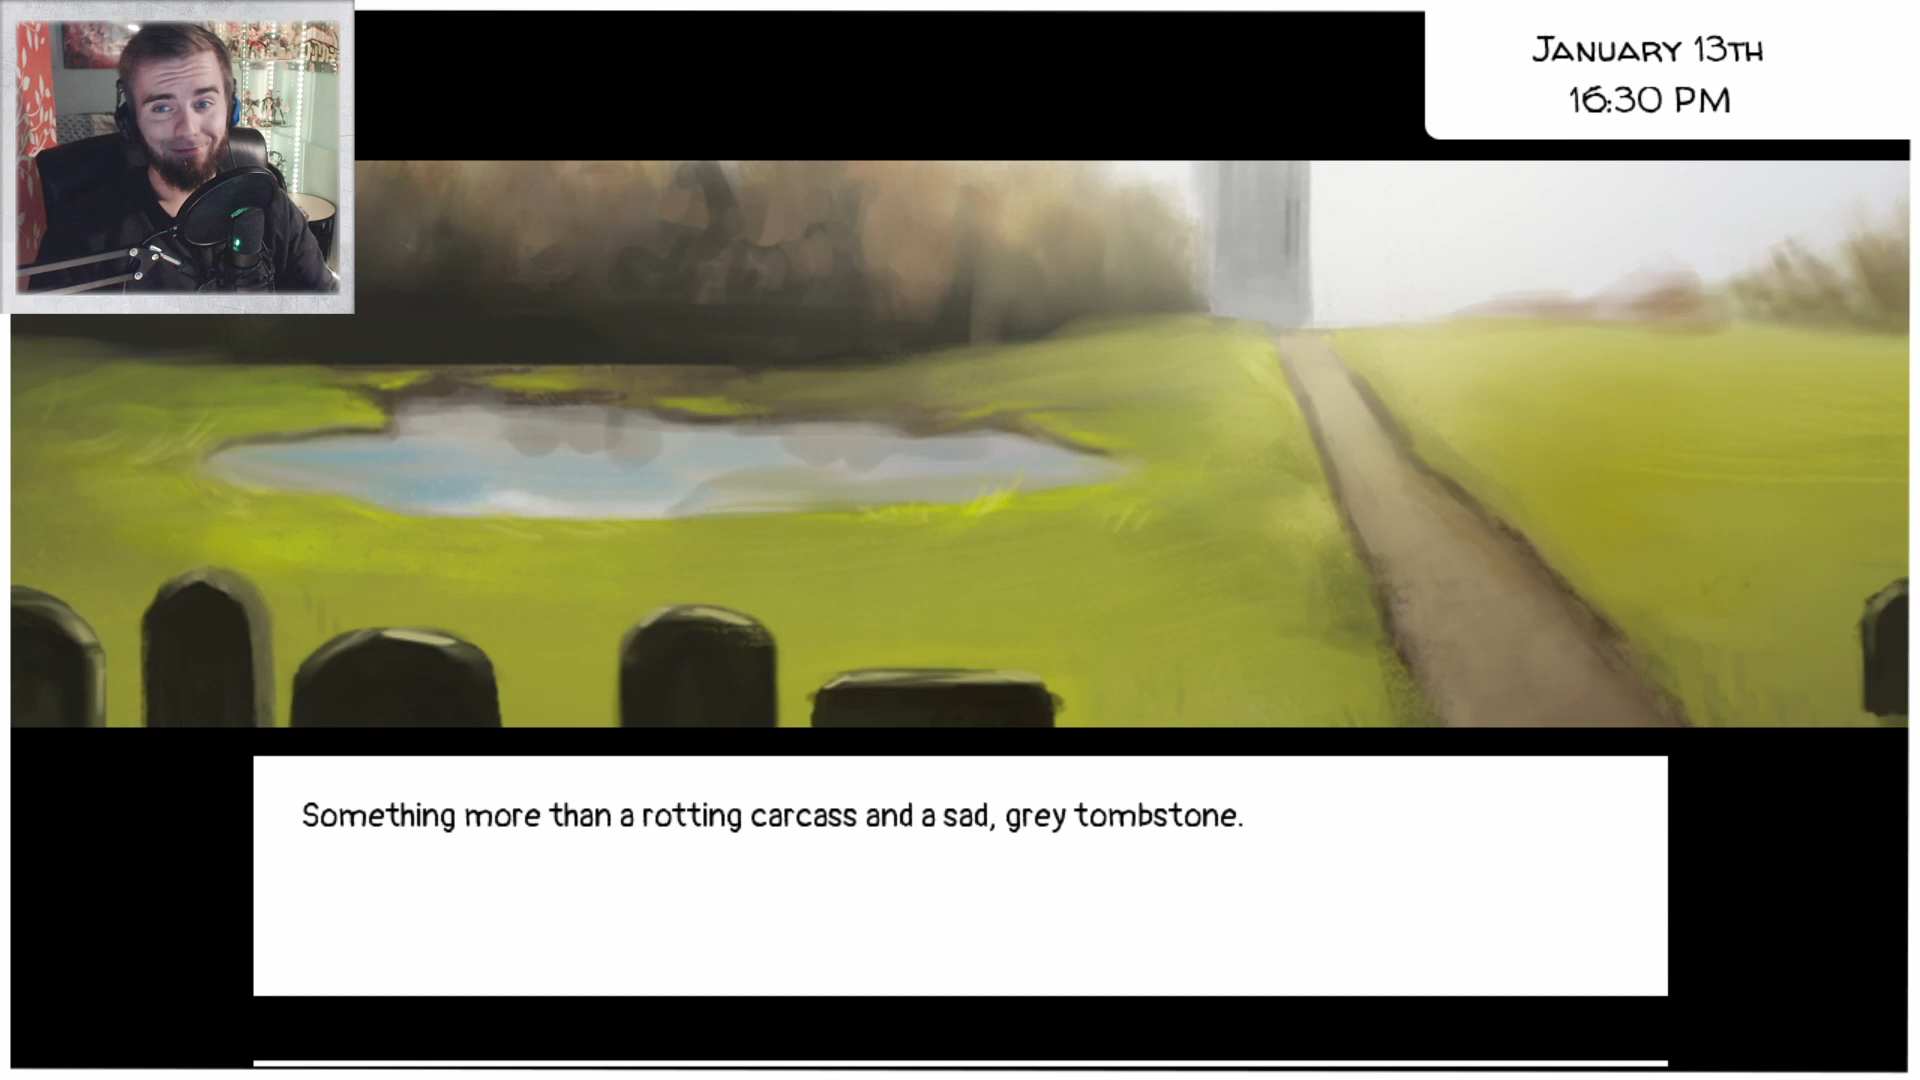 JANUARY 13TH
16:30 PM
Something more than a rotting carcass and a sad, grey tombstone.